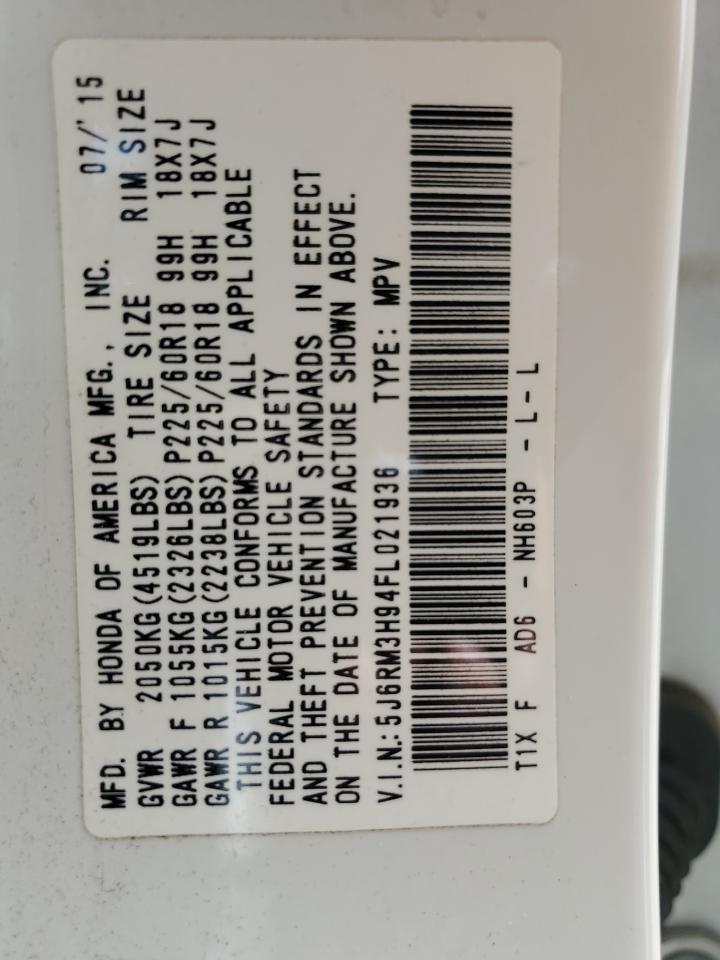 MFD. BY HONDA OF AMERICA MFG., INC. 07/'15
GVWR 2050KG(4519LBS) TIRE SIZE RIM SIZE
GAWR F 1055KG(2326LBS)P225/60R18 99H 18X7J
GAWR R 1015KG(2238LBS)P225/60R18 99H 18X7J
THIS VEHICLE CONFORMS TO ALL APPLICABLE
FEDERAL MOTOR VEHICLE SAFETY
AND THEFT PREVENTION STANDARDS IN EFFECT
ON THE DATE OF MANUFACTURE SHOWN ABOVE.
V.I.N.:5J6RM3H94FL021936 TYPE: MPV
T1X F AD6 - NH603P - L - L